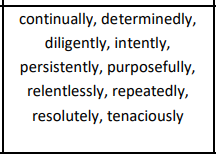 continually, determinedly,
diligently, intently,
persistently, purposefully,
relentlessly, repeatedly,
resolutely, tenaciously